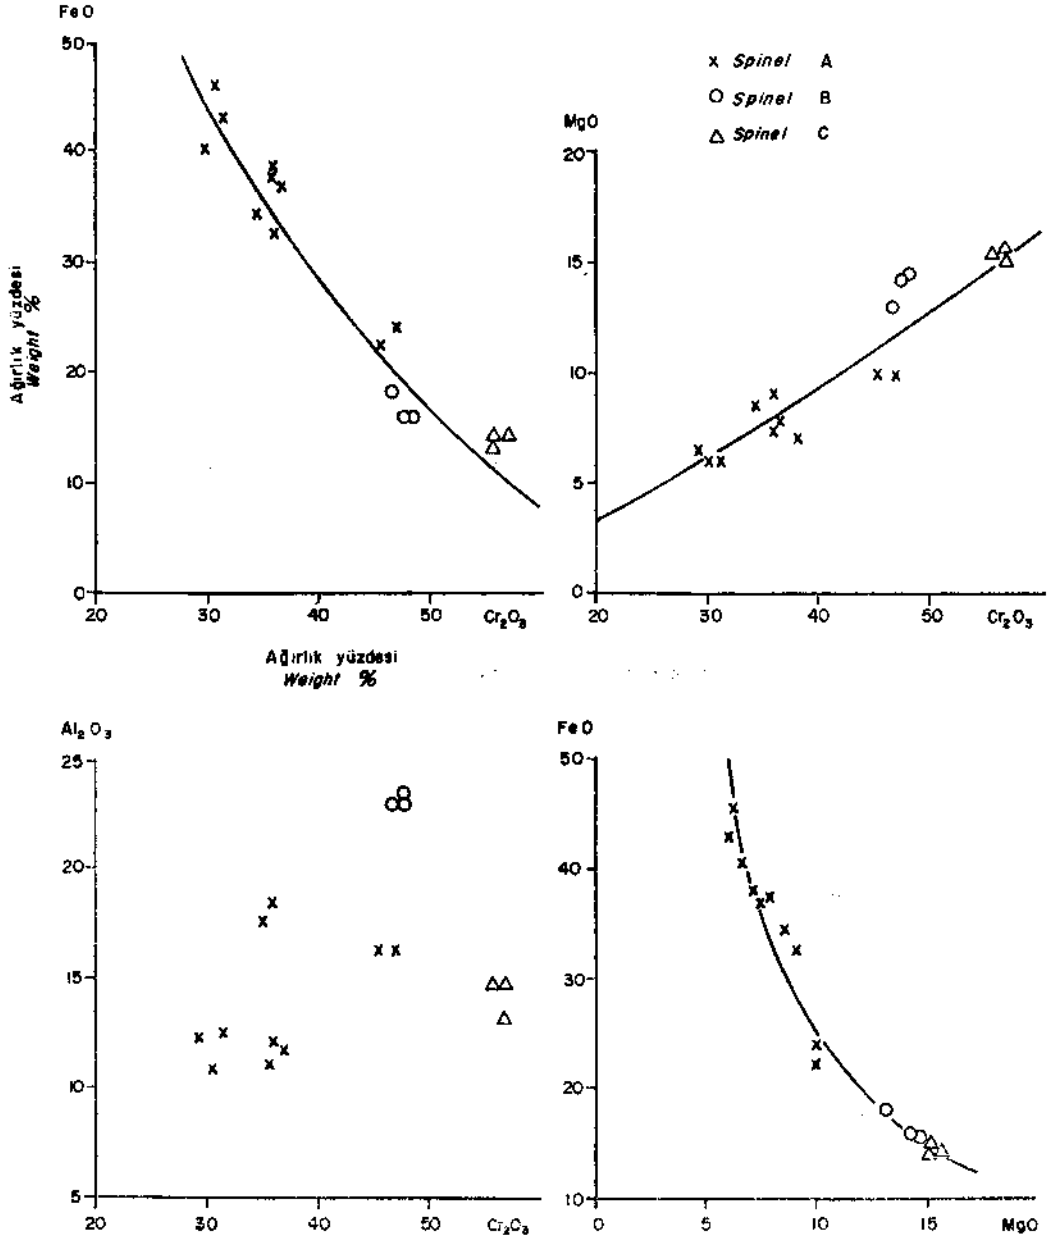 FeO
50
40
30
20
10
0
20 30 40 50 Cr₂O₃
Ağırlık yüzdesi
Weight %
Ağırlık yüzdesi
Weight %
x Spinel A
O Spinel B
△ Spinel C
MgO
20
15
10
5
0
20 30 40 50 Cr₂O₃
Al₂O₃
25
20
15
10
5
20 30 40 50 Cr₂O₃
FeO
50
40
30
20
10
0 5 10 15 MgO